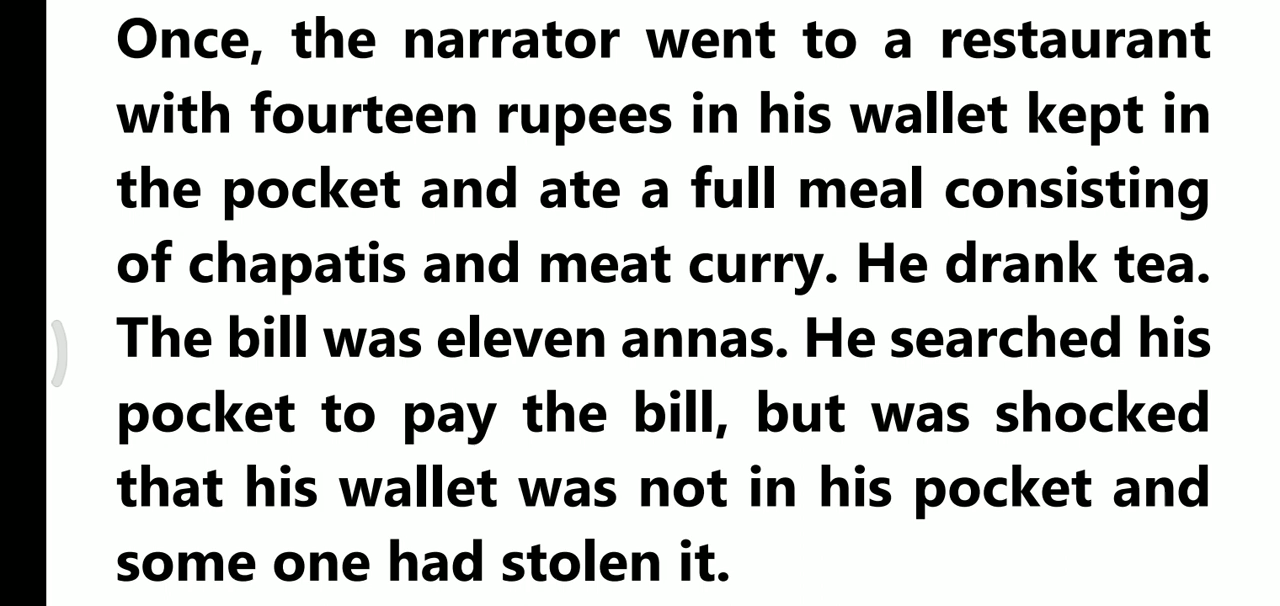 Once, the narrator went to a restaurant
with fourteen rupees in his wallet kept in
the pocket and ate a full meal consisting
of chapatis and meat curry. He drank tea.
The bill was eleven annas. He searched his
pocket to pay the bill, but was shocked
that his wallet was not in his pocket and
some one had stolen it.